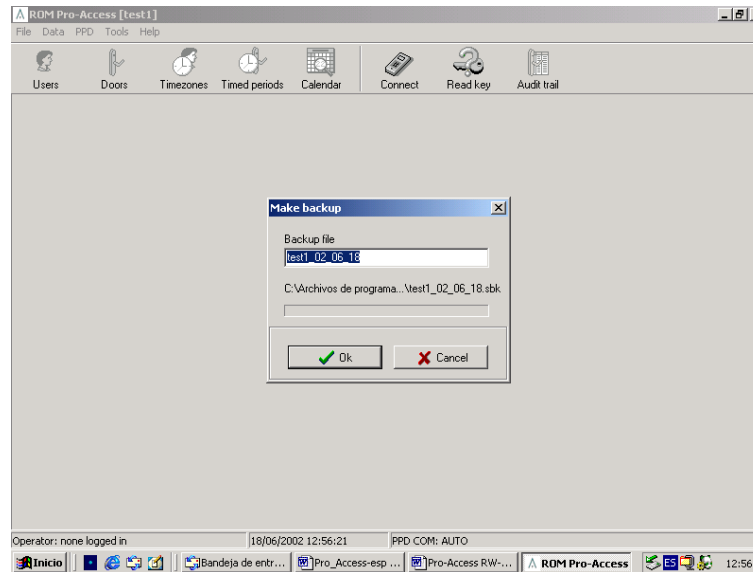 ROM Pro-Access [test1]
File Data PPD Tools Help
Users Doors Timezones Timed periods Calendar Connect Read key Audit trail
Make backup
Backup file
test1_02_06_18
C:\Archivos de programa...\test1_02_06_18.sbk
Ok Cancel
Operator: none logged in 18/06/2002 12:56:21 PPD COM: AUTO
Inicio Bandeja de entr... Pro_Access-esp ... Pro-Access RW-... ROM Pro-Access ES 12:56